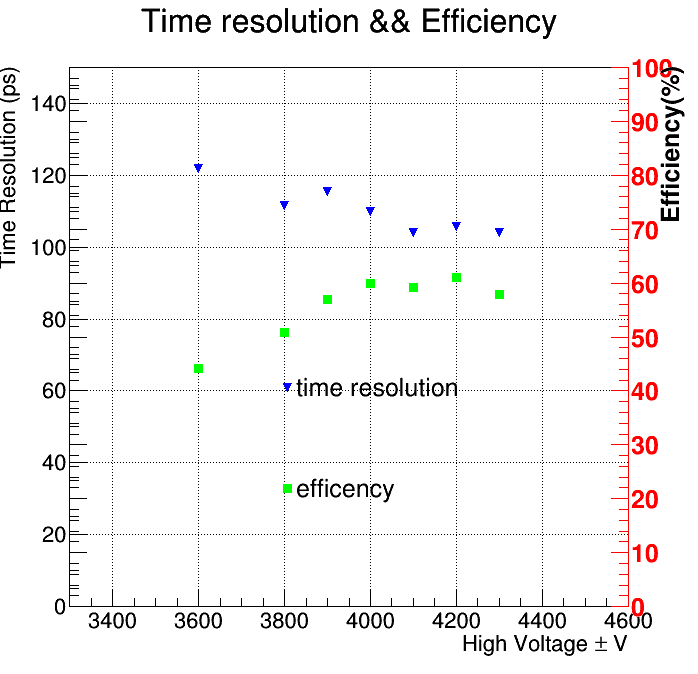 Time resolution && Efficiency
Time Resolution (ps)
Efficiency(%)
140
120
100
80
60
40
20
0
100
90
80
70
60
50
40
30
20
10
0
time resolution
efficency
3400 3600 3800 4000 4200 4400 4600
High Voltage ± V